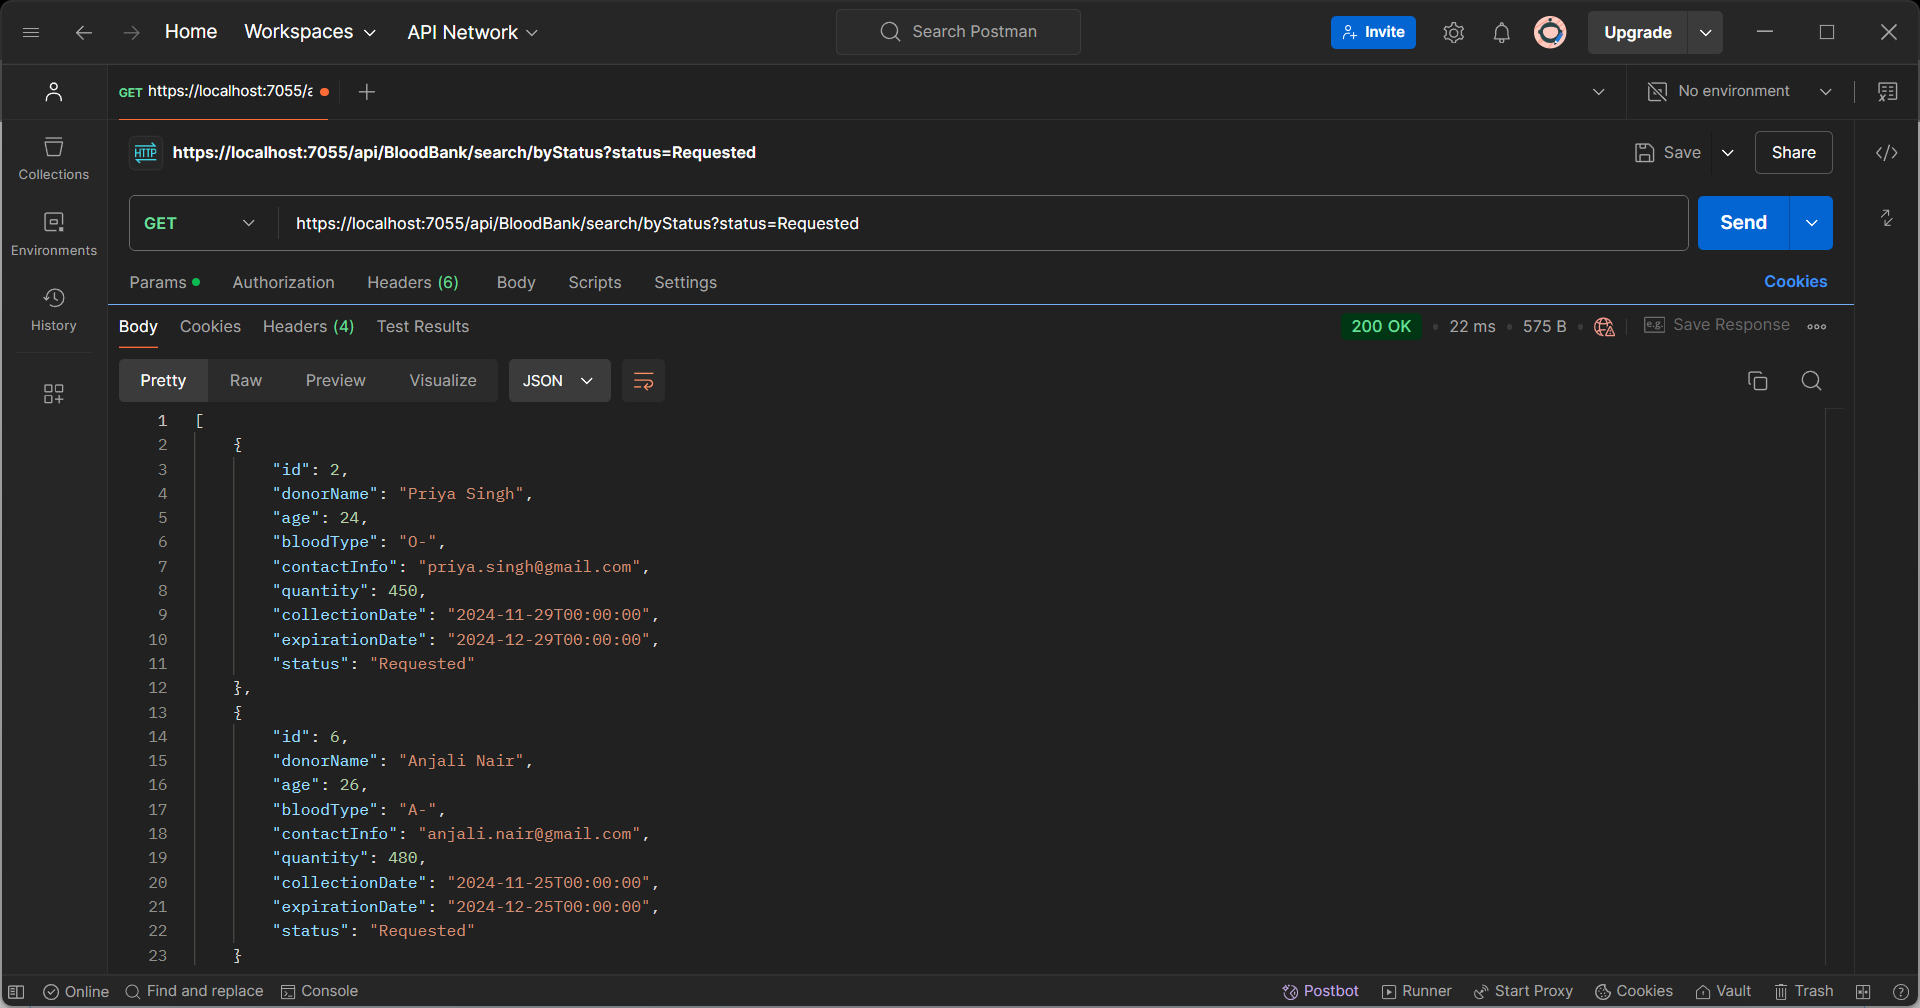 Home Workspaces API Network Search Postman Invite Upgrade
GET https://localhost:7055/a No environment
HTTP https://localhost:7055/api/BloodBank/search/byStatus?status=Requested Save Share
Collections
Environments
History
GET https://localhost:7055/api/BloodBank/search/byStatus?status=Requested Send
Params Authorization Headers (6) Body Scripts Settings Cookies
Body Cookies Headers (4) Test Results 200 OK 22 ms 575 B e.g. Save Response
Pretty Raw Preview Visualize JSON
1 [
2 {
3 "id": 2,
4 "donorName": "Priya Singh",
5 "age": 24,
6 "bloodType": "O-",
7 "contactInfo": "priya.singh@gmail.com",
8 "quantity": 450,
9 "collectionDate": "2024-11-29T00:00:00",
10 "expirationDate": "2024-12-29T00:00:00",
11 "status": "Requested"
12 },
13 {
14 "id": 6,
15 "donorName": "Anjali Nair",
16 "age": 26,
17 "bloodType": "A-",
18 "contactInfo": "anjali.nair@gmail.com",
19 "quantity": 480,
20 "collectionDate": "2024-11-25T00:00:00",
21 "expirationDate": "2024-12-25T00:00:00",
22 "status": "Requested"
23 }
Online Find and replace Console Postbot Runner Start Proxy Cookies Vault Trash